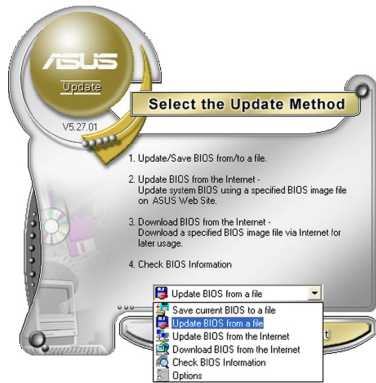 ASUS
Update
V5.27.01
Select the Update Method
1. Update/Save BIOS from/to a file.
2. Update BIOS from the Internet -
Update system BIOS using a specified BIOS image file
on ASUS Web Site.
3. Download BIOS from the Internet -
Download a specified BIOS image file via Internet for
later usage.
4. Check BIOS Information
Update BIOS from a file
Save current BIOS to a file
Update BIOS from a file
Update BIOS from the Internet
Download BIOS from the Internet
Check BIOS Information
Options